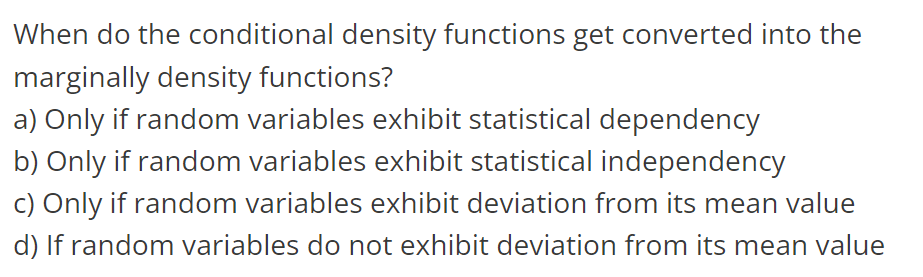 When do the conditional density functions get converted into the
marginally density functions?
a) Only if random variables exhibit statistical dependency
b) Only if random variables exhibit statistical independency
c) Only if random variables exhibit deviation from its mean value
d) If random variables do not exhibit deviation from its mean value